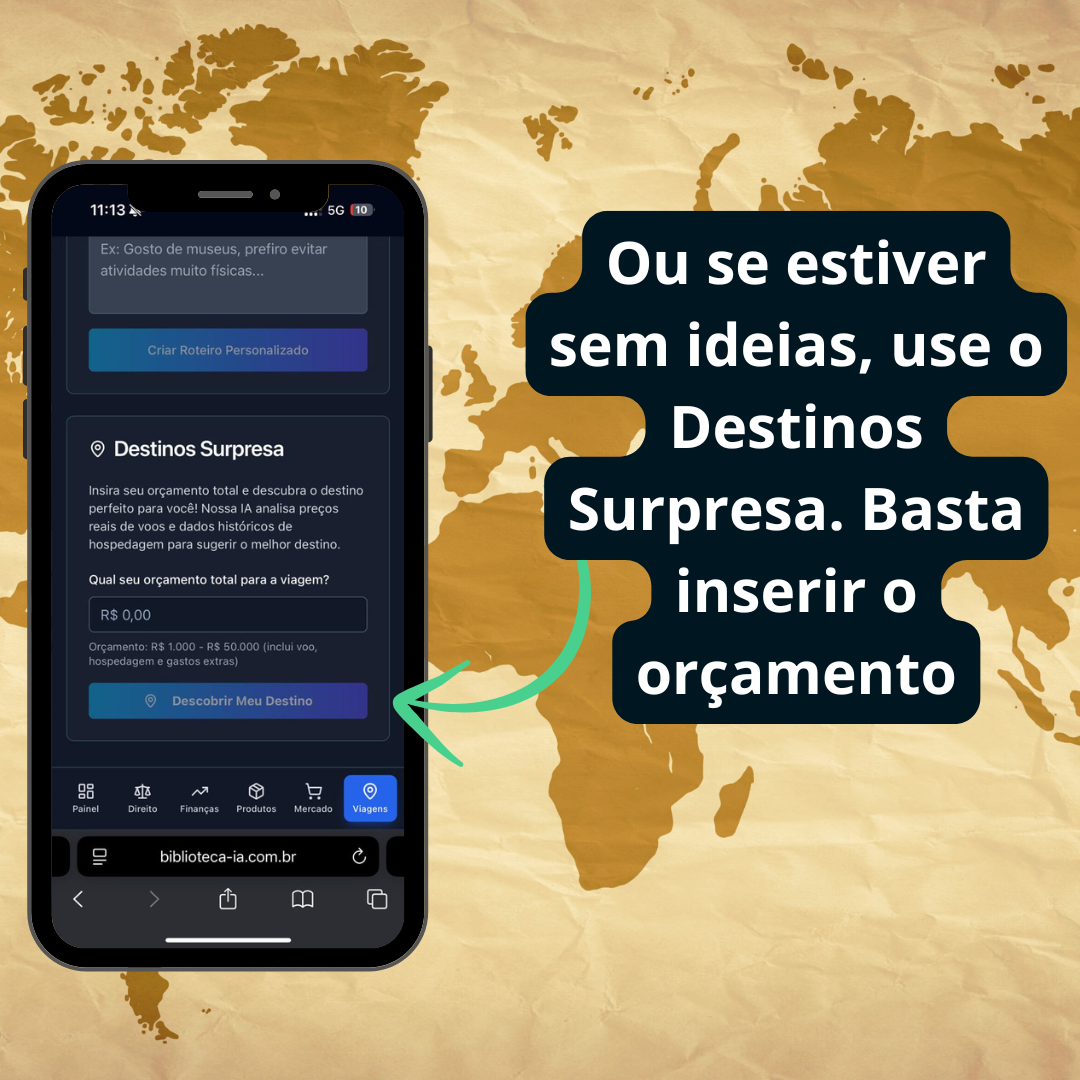 11:13
5G
10
Ex: Gosto de museus, prefiro evitar
atividades muito físicas...
Criar Roteiro Personalizado
Destinos Surpresa
Insira seu orçamento total e descubra o destino
perfeito para você! Nossa IA analisa preços
reais de voos e dados históricos de
hospedagem para sugerir o melhor destino.
Qual seu orçamento total para a viagem?
R$ 0,00
Orçamento: R$ 1.000 - R$ 50.000 (inclui voo,
hospedagem e gastos extras)
Descobrir Meu Destino
Painel
Direito
Finanças
Produtos
Mercado
Viagens
biblioteca-ia.com.br
Ou se estiver
sem ideias, use o
Destinos
Surpresa. Basta
inserir o
orçamento